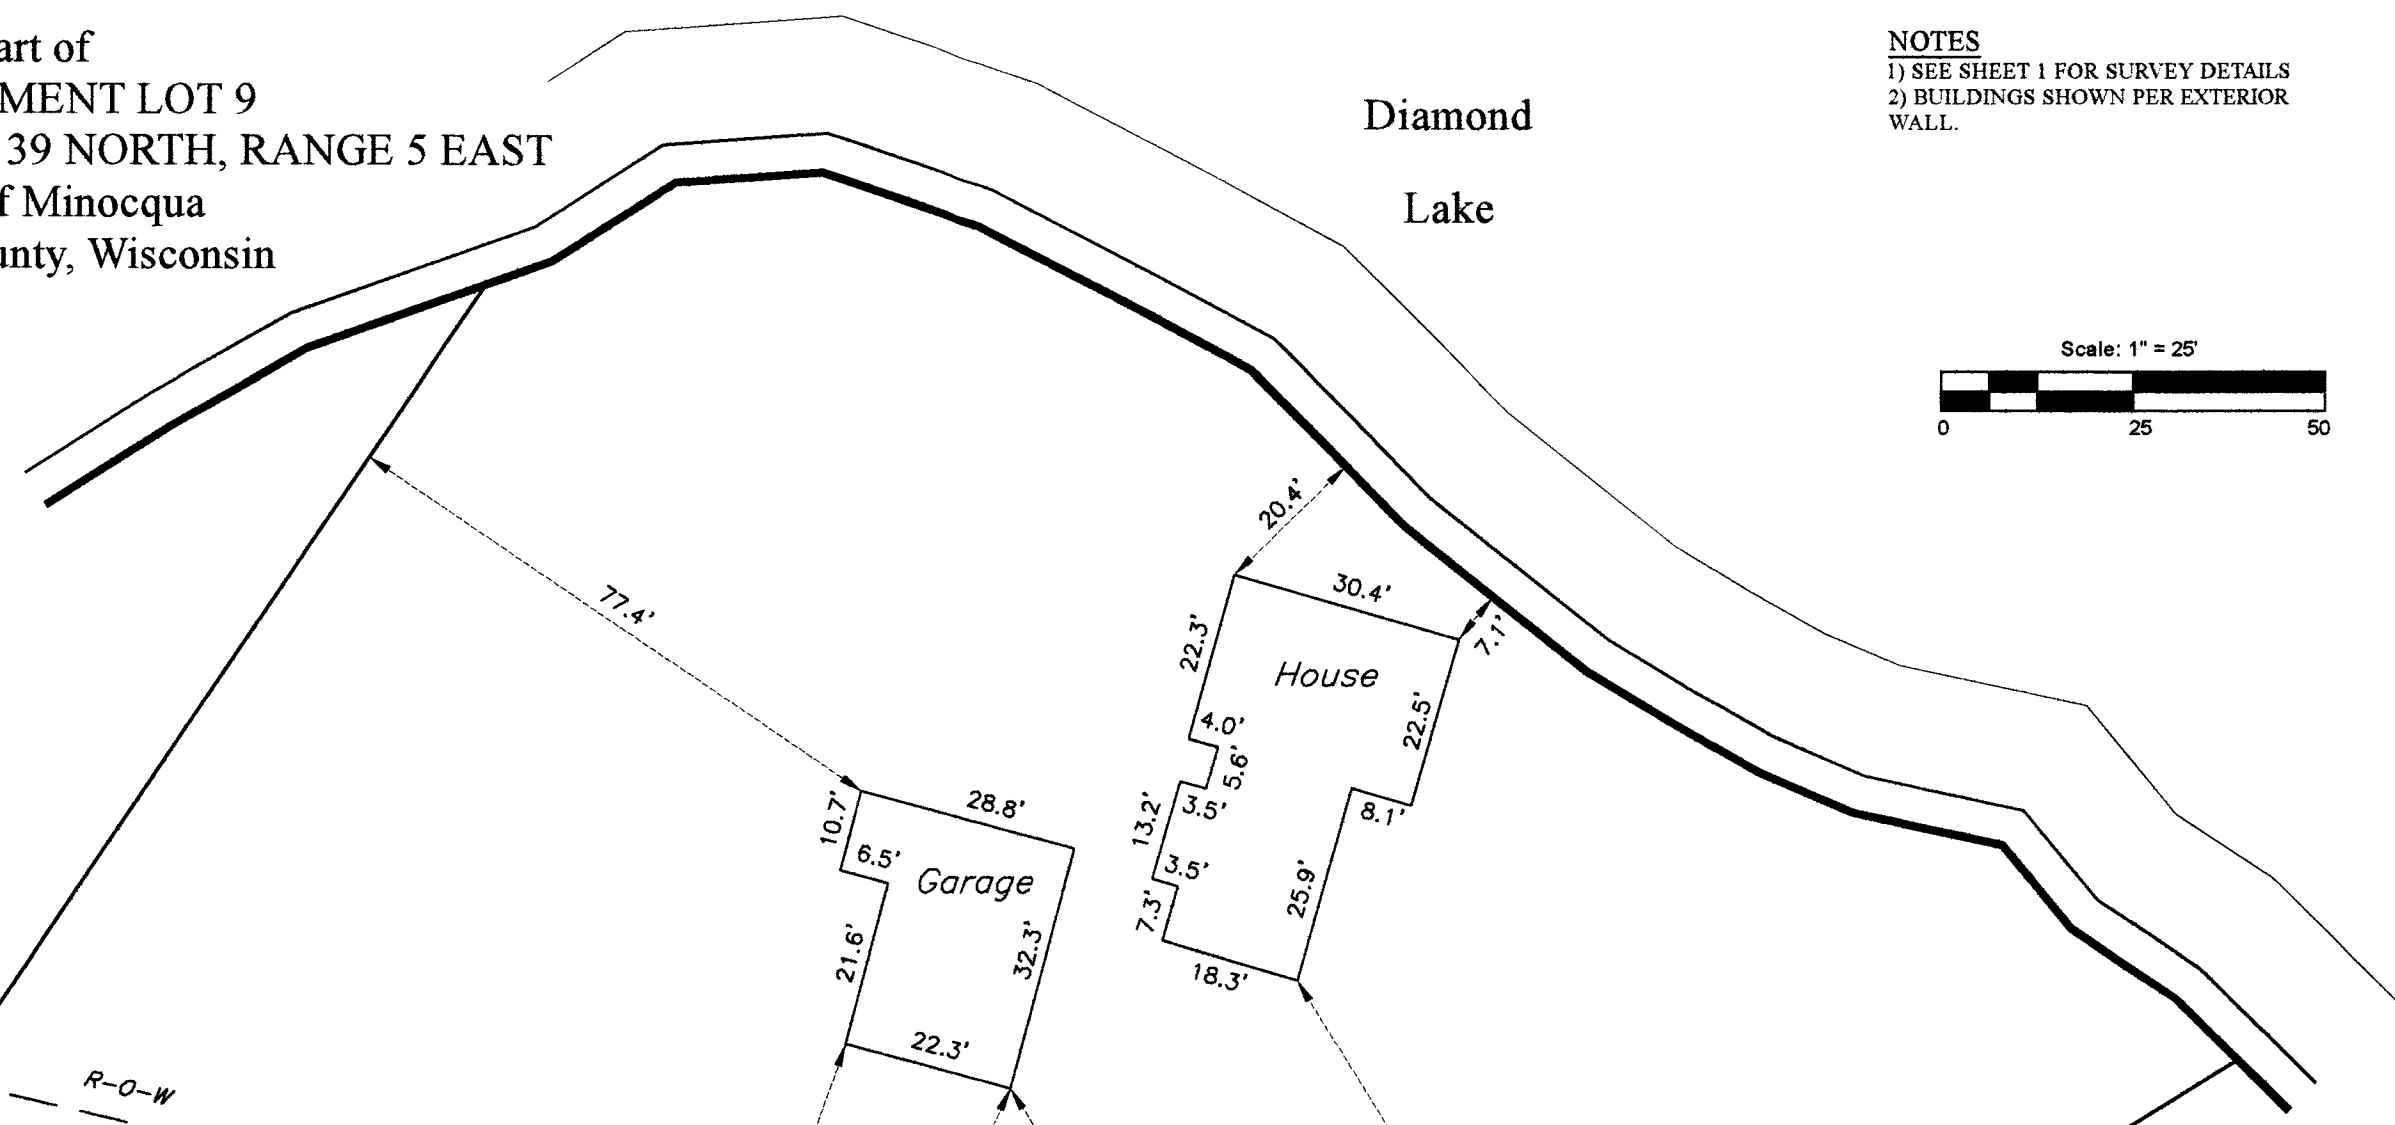 art of
MENT LOT 9
39 NORTH, RANGE 5 EAST
f Minocqua
unty, Wisconsin
Diamond
Lake
NOTES
1) SEE SHEET 1 FOR SURVEY DETAILS
2) BUILDINGS SHOWN PER EXTERIOR
WALL.
Scale: 1" = 25'
0 25 50
77.4'
20.4'
30.4'
7.1'
22.3'
House
22.5'
4.0'
5.6'
3.5'
13.2'
8.1'
3.5'
7.3'
25.9'
18.3'
28.8'
10.7'
6.5'
Garage
21.6'
32.3'
22.3'
R-O-W